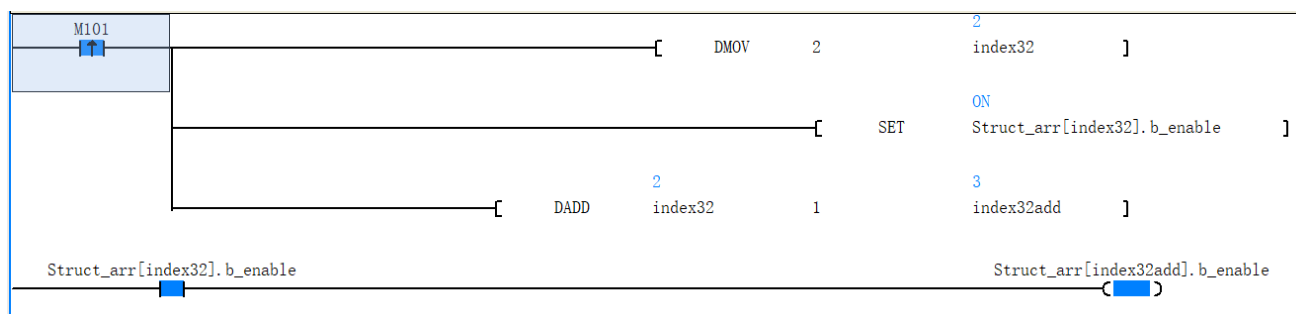 M101
2
[ DMOV 2 index32 ]
ON
[ SET Struct_arr[index32].b_enable ]
2 3
[ DADD index32 1 index32add ]
Struct_arr[index32].b_enable Struct_arr[index32add].b_enable